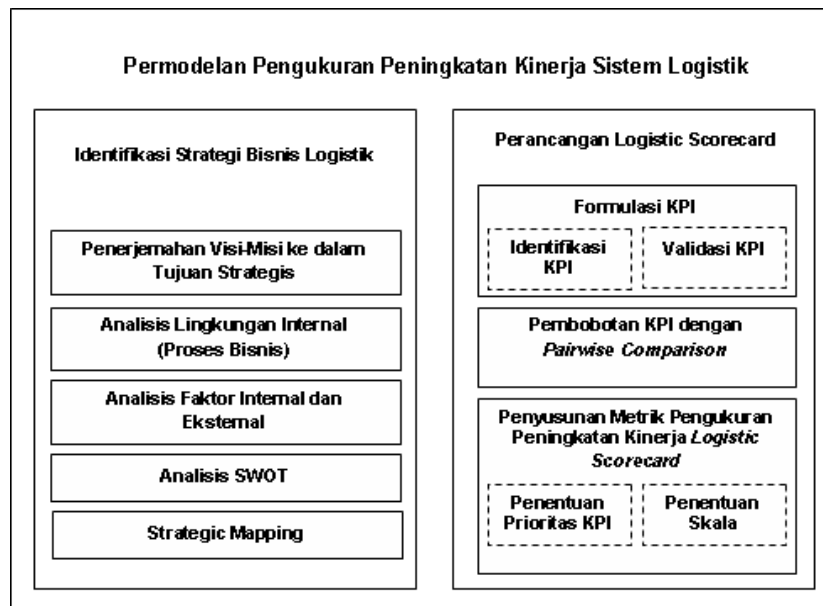 Permodelan Pengukuran Peningkatan Kinerja Sistem Logistik
Identifikasi Strategi Bisnis Logistik
Penerjemahan Visi-Misi ke dalam
Tujuan Strategis
Analisis Lingkungan Internal
(Proses Bisnis)
Analisis Faktor Internal dan
Eksternal
Analisis SWOT
Strategic Mapping
Perancangan Logistic Scorecard
Formulasi KPI
Identifikasi
KPI
Validasi KPI
Pembobotan KPI dengan
Pairwise Comparison
Penyusunan Metrik Pengukuran
Peningkatan Kinerja Logistic
Scorecard
Penentuan
Prioritas KPI
Penentuan
Skala